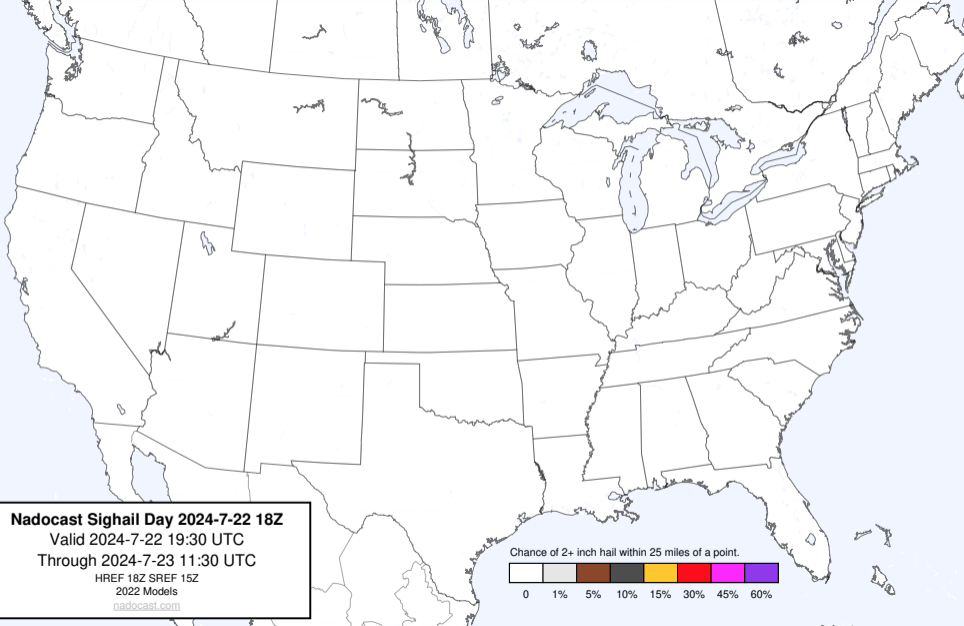 Nadocast Sighail Day 2024-7-22 18Z
Valid 2024-7-22 19:30 UTC
Through 2024-7-23 11:30 UTC
HREF 18Z SREF 15Z
2022 Models
nadocast.com
Chance of 2+ inch hail within 25 miles of a point.
0 1% 5% 10% 15% 30% 45% 60%